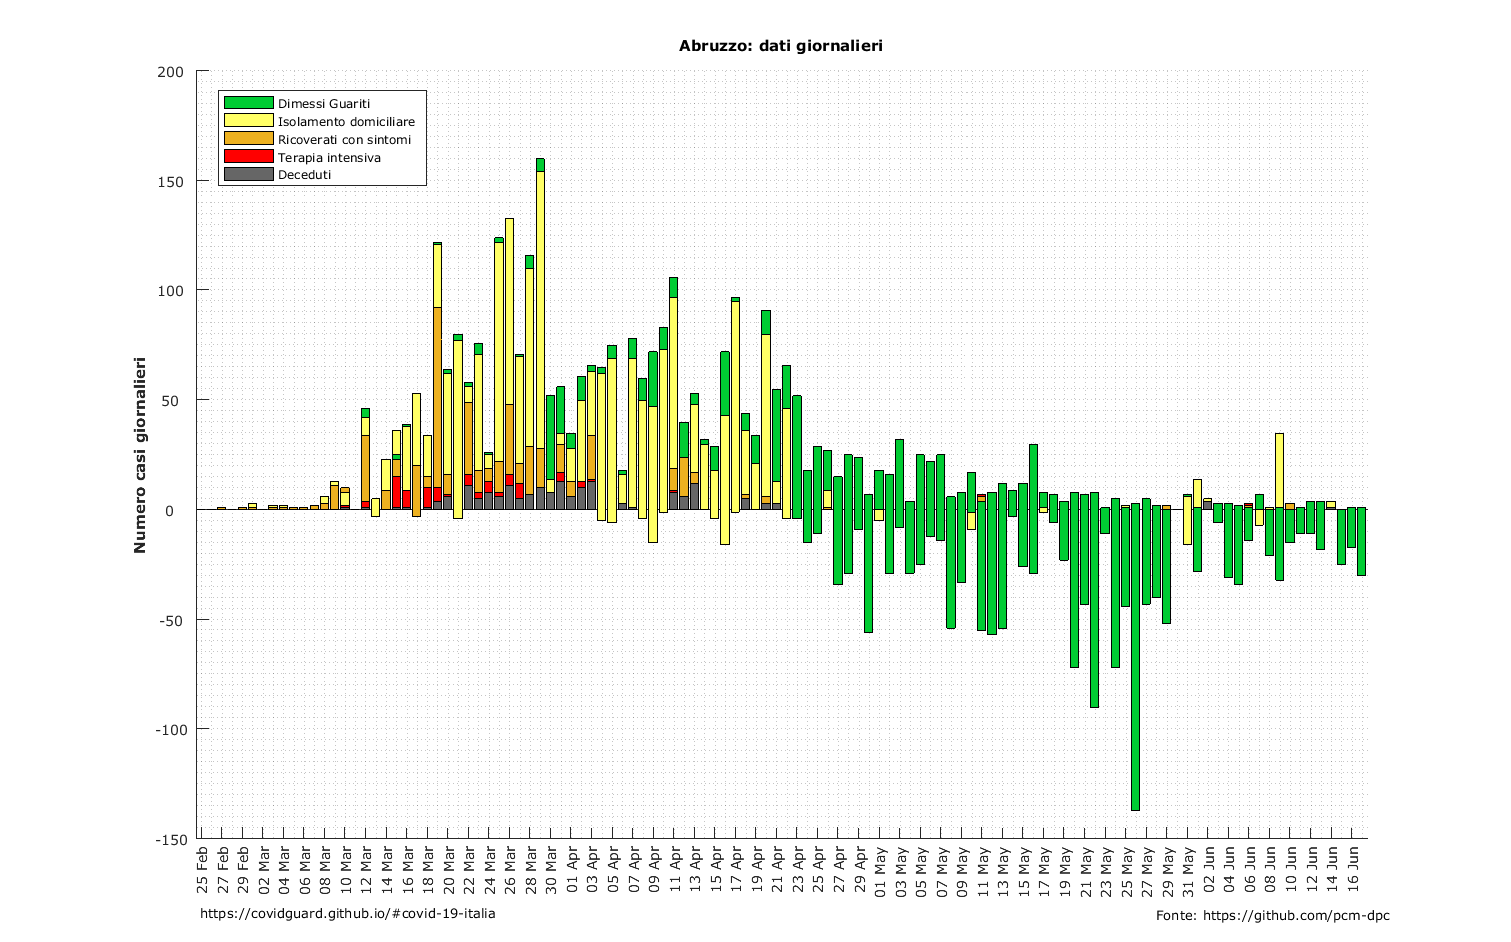 Abruzzo: dati giornalieri
200
150
100
50
0
-50
-100
-150
Numero casi giornalieri
Dimessi Guariti
Isolamento domiciliare
Ricoverati con sintomi
Terapia intensiva
Deceduti
25 Feb
27 Feb
29 Feb
02 Mar
04 Mar
06 Mar
08 Mar
10 Mar
12 Mar
14 Mar
16 Mar
18 Mar
20 Mar
22 Mar
24 Mar
26 Mar
28 Mar
30 Mar
01 Apr
03 Apr
05 Apr
07 Apr
09 Apr
11 Apr
13 Apr
15 Apr
17 Apr
19 Apr
21 Apr
23 Apr
25 Apr
27 Apr
29 Apr
01 May
03 May
05 May
07 May
09 May
11 May
13 May
15 May
17 May
19 May
21 May
23 May
25 May
27 May
29 May
31 May
02 Jun
04 Jun
06 Jun
08 Jun
10 Jun
12 Jun
14 Jun
16 Jun
https://covidguard.github.io/#covid-19-italia
Fonte: https://github.com/pcm-dpc